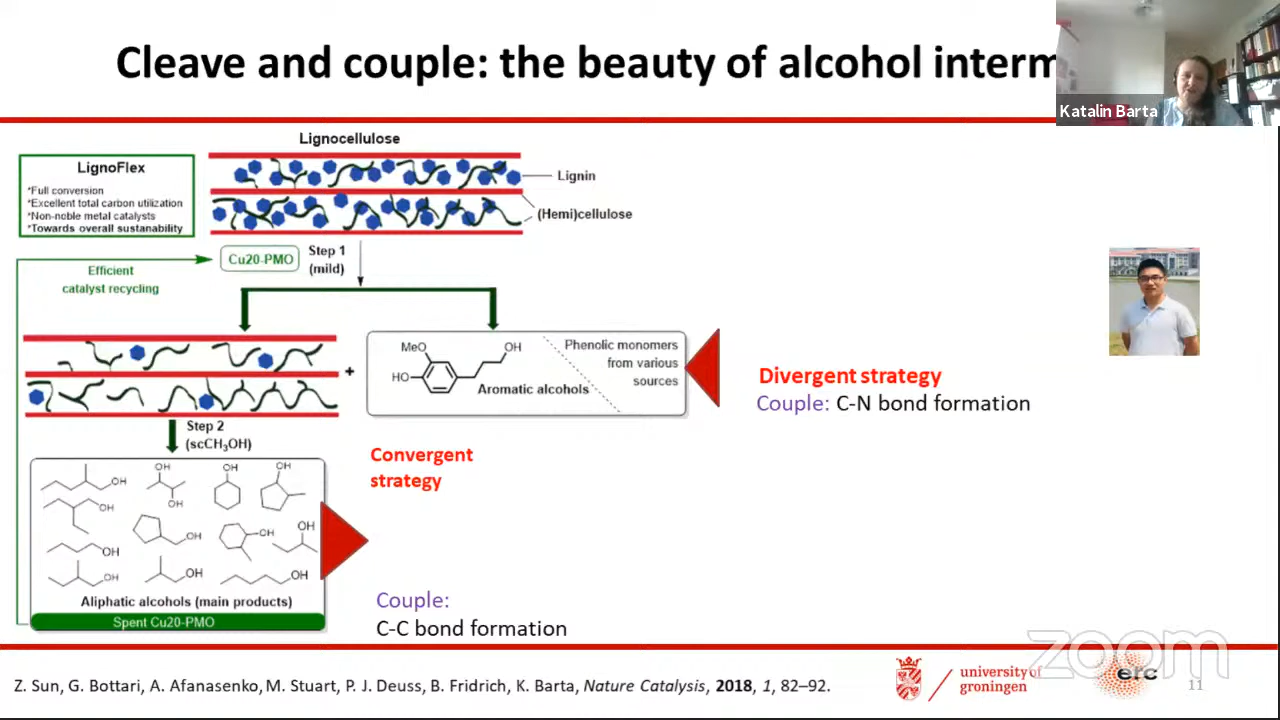 Cleave and couple: the beauty of alcohol interm
Katalin Barta
Lignocellulose
LignoFlex
*Full conversion
*Excellent total carbon utilization
*Non-noble metal catalysts
*Towards overall sustanability
Lignin
(Hemi)cellulose
Cu20-PMO
Step 1
(mild)
Efficient
catalyst recycling
MeO
OH
HO
Aromatic alcohols
Phenolic monomers
from various
sources
+
Divergent strategy
Couple: C-N bond formation
Step 2
(scCH₃OH)
Convergent
strategy
OH
OH
OH
OH
OH
OH
OH
OH
OH
OH
OH
OH
OH
Aliphatic alcohols (main products)
Spent Cu20-PMO
Couple:
C-C bond formation
zoom
Z. Sun, G. Bottari, A. Afanasenko, M. Stuart, P. J. Deuss, B. Fridrich, K. Barta, Nature Catalysis, 2018, 1, 82–92.
university of
groningen
erc
11